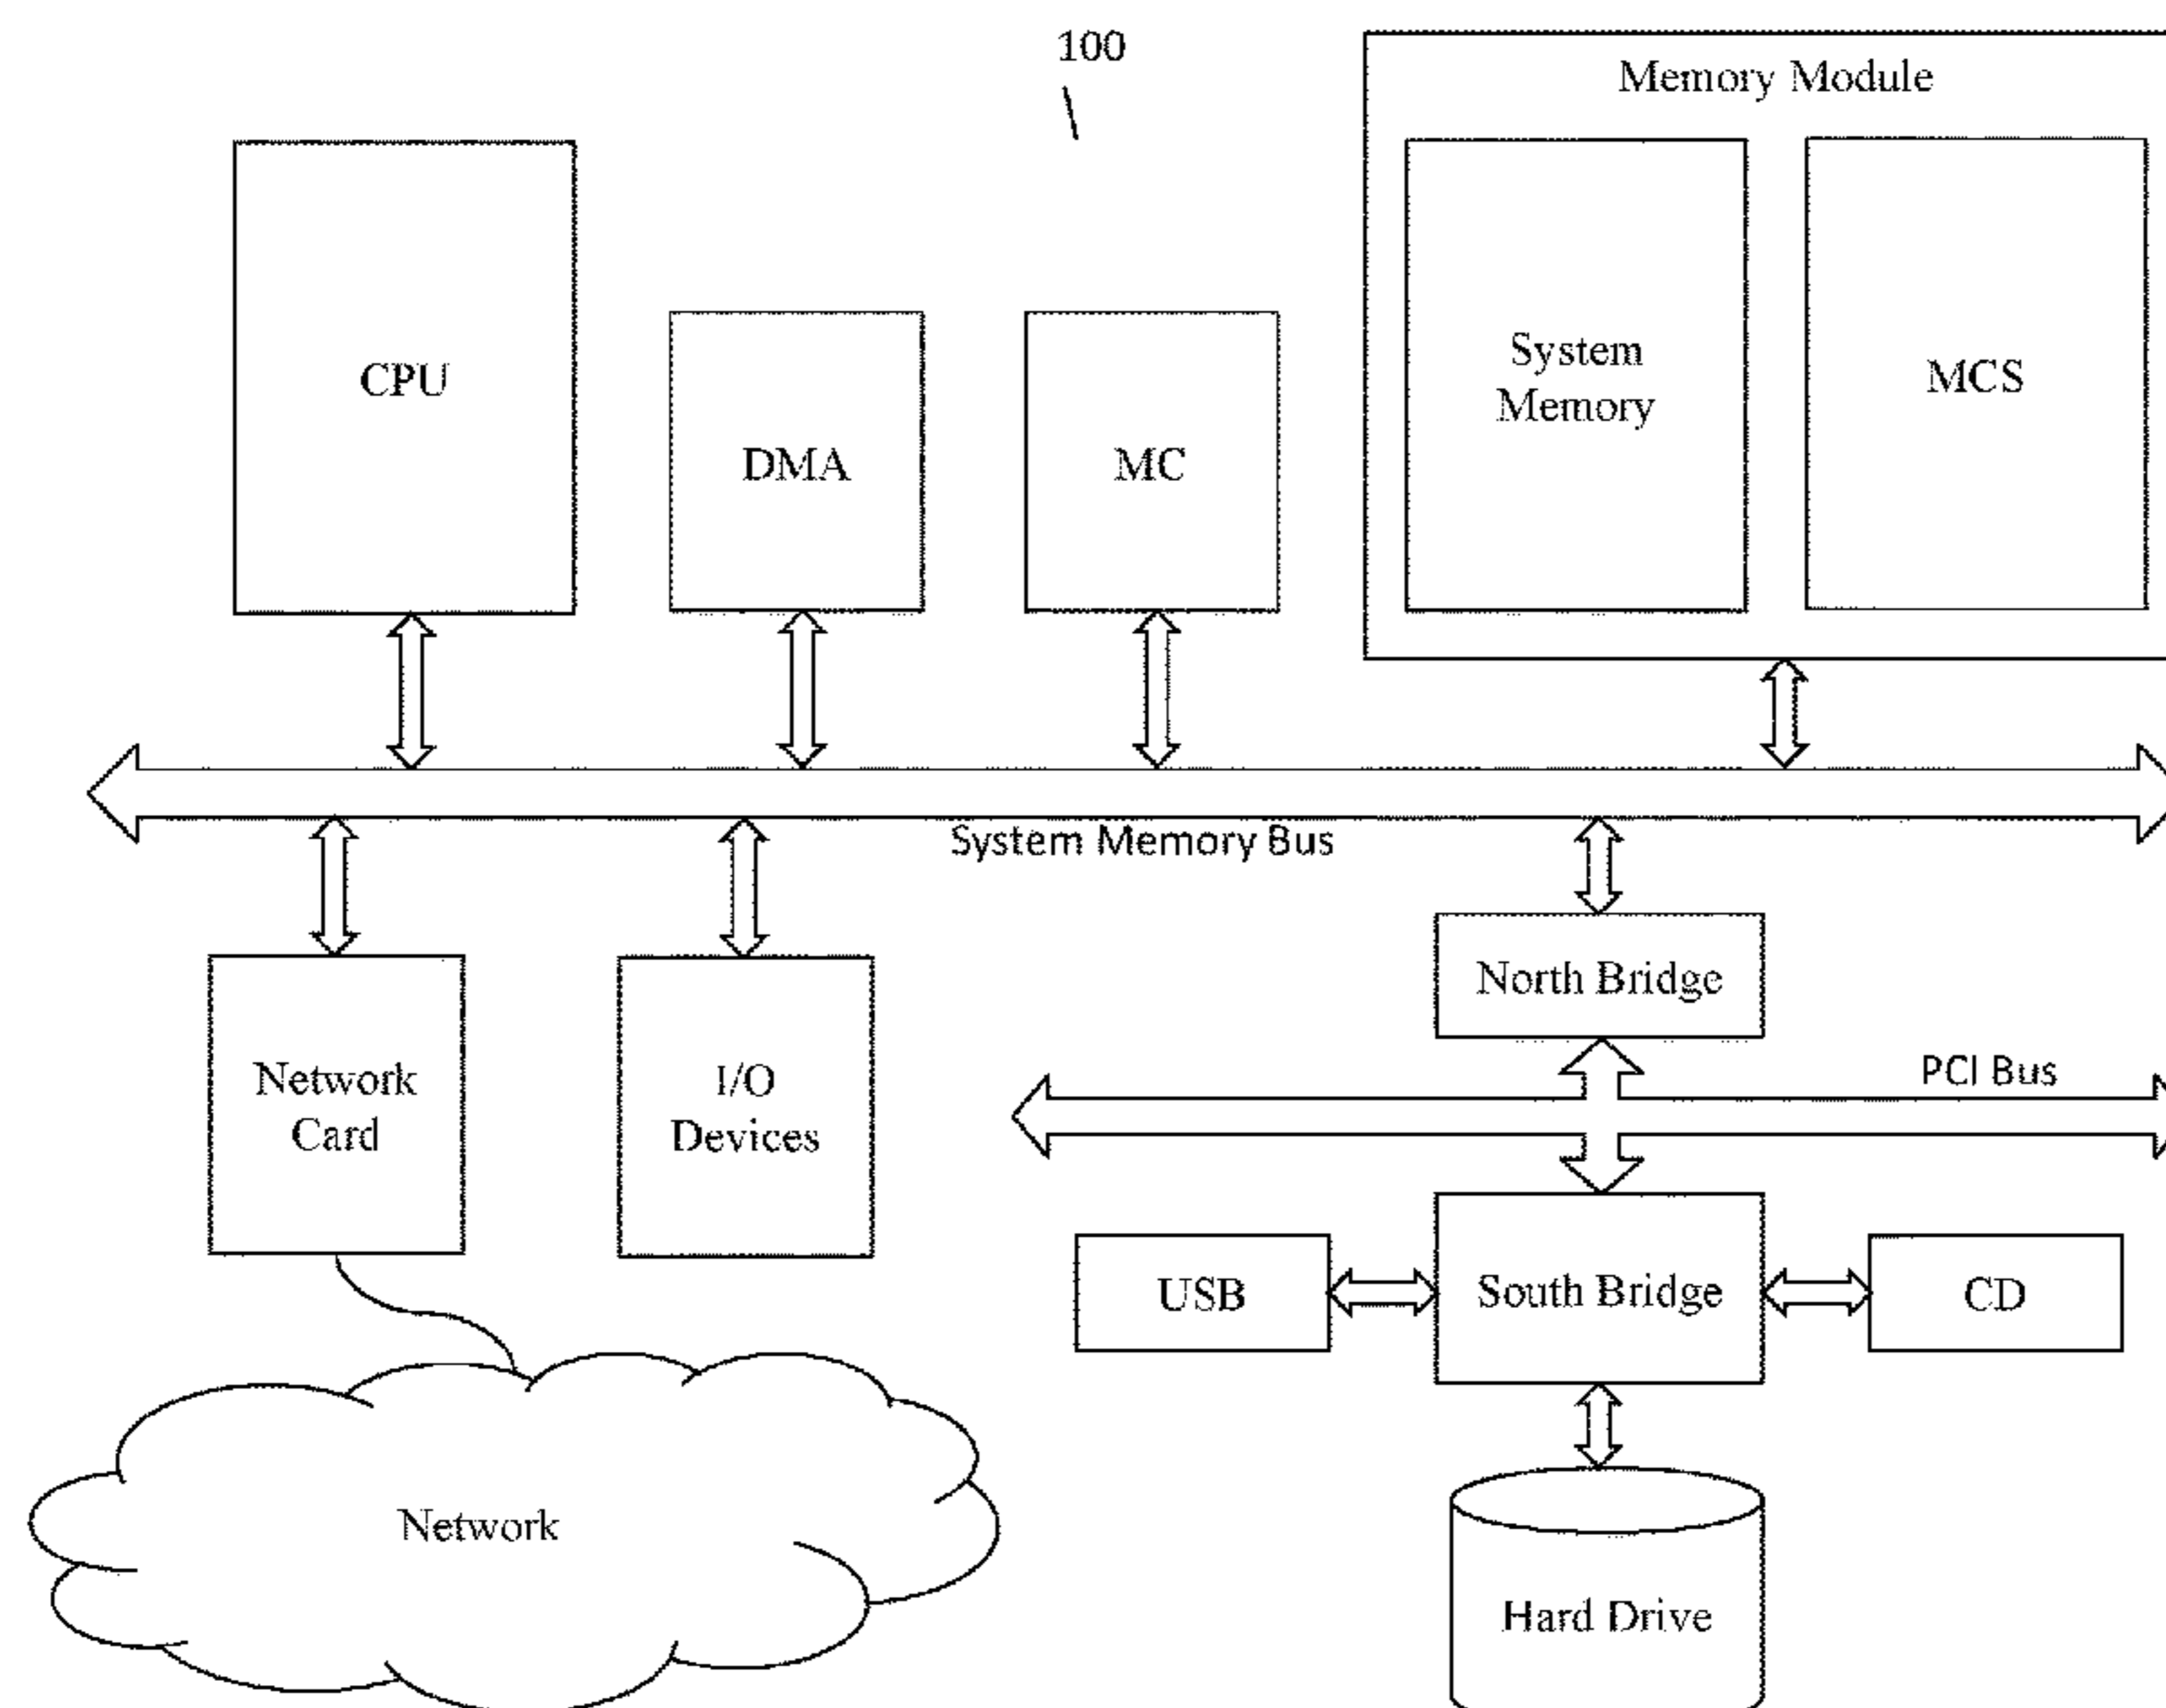 100
Memory Module
CPU
DMA
MC
System
Memory
MCS
System Memory Bus
North Bridge
Network
Card
I/O
Devices
PCI Bus
USB
South Bridge
CD
Network
Hard Drive